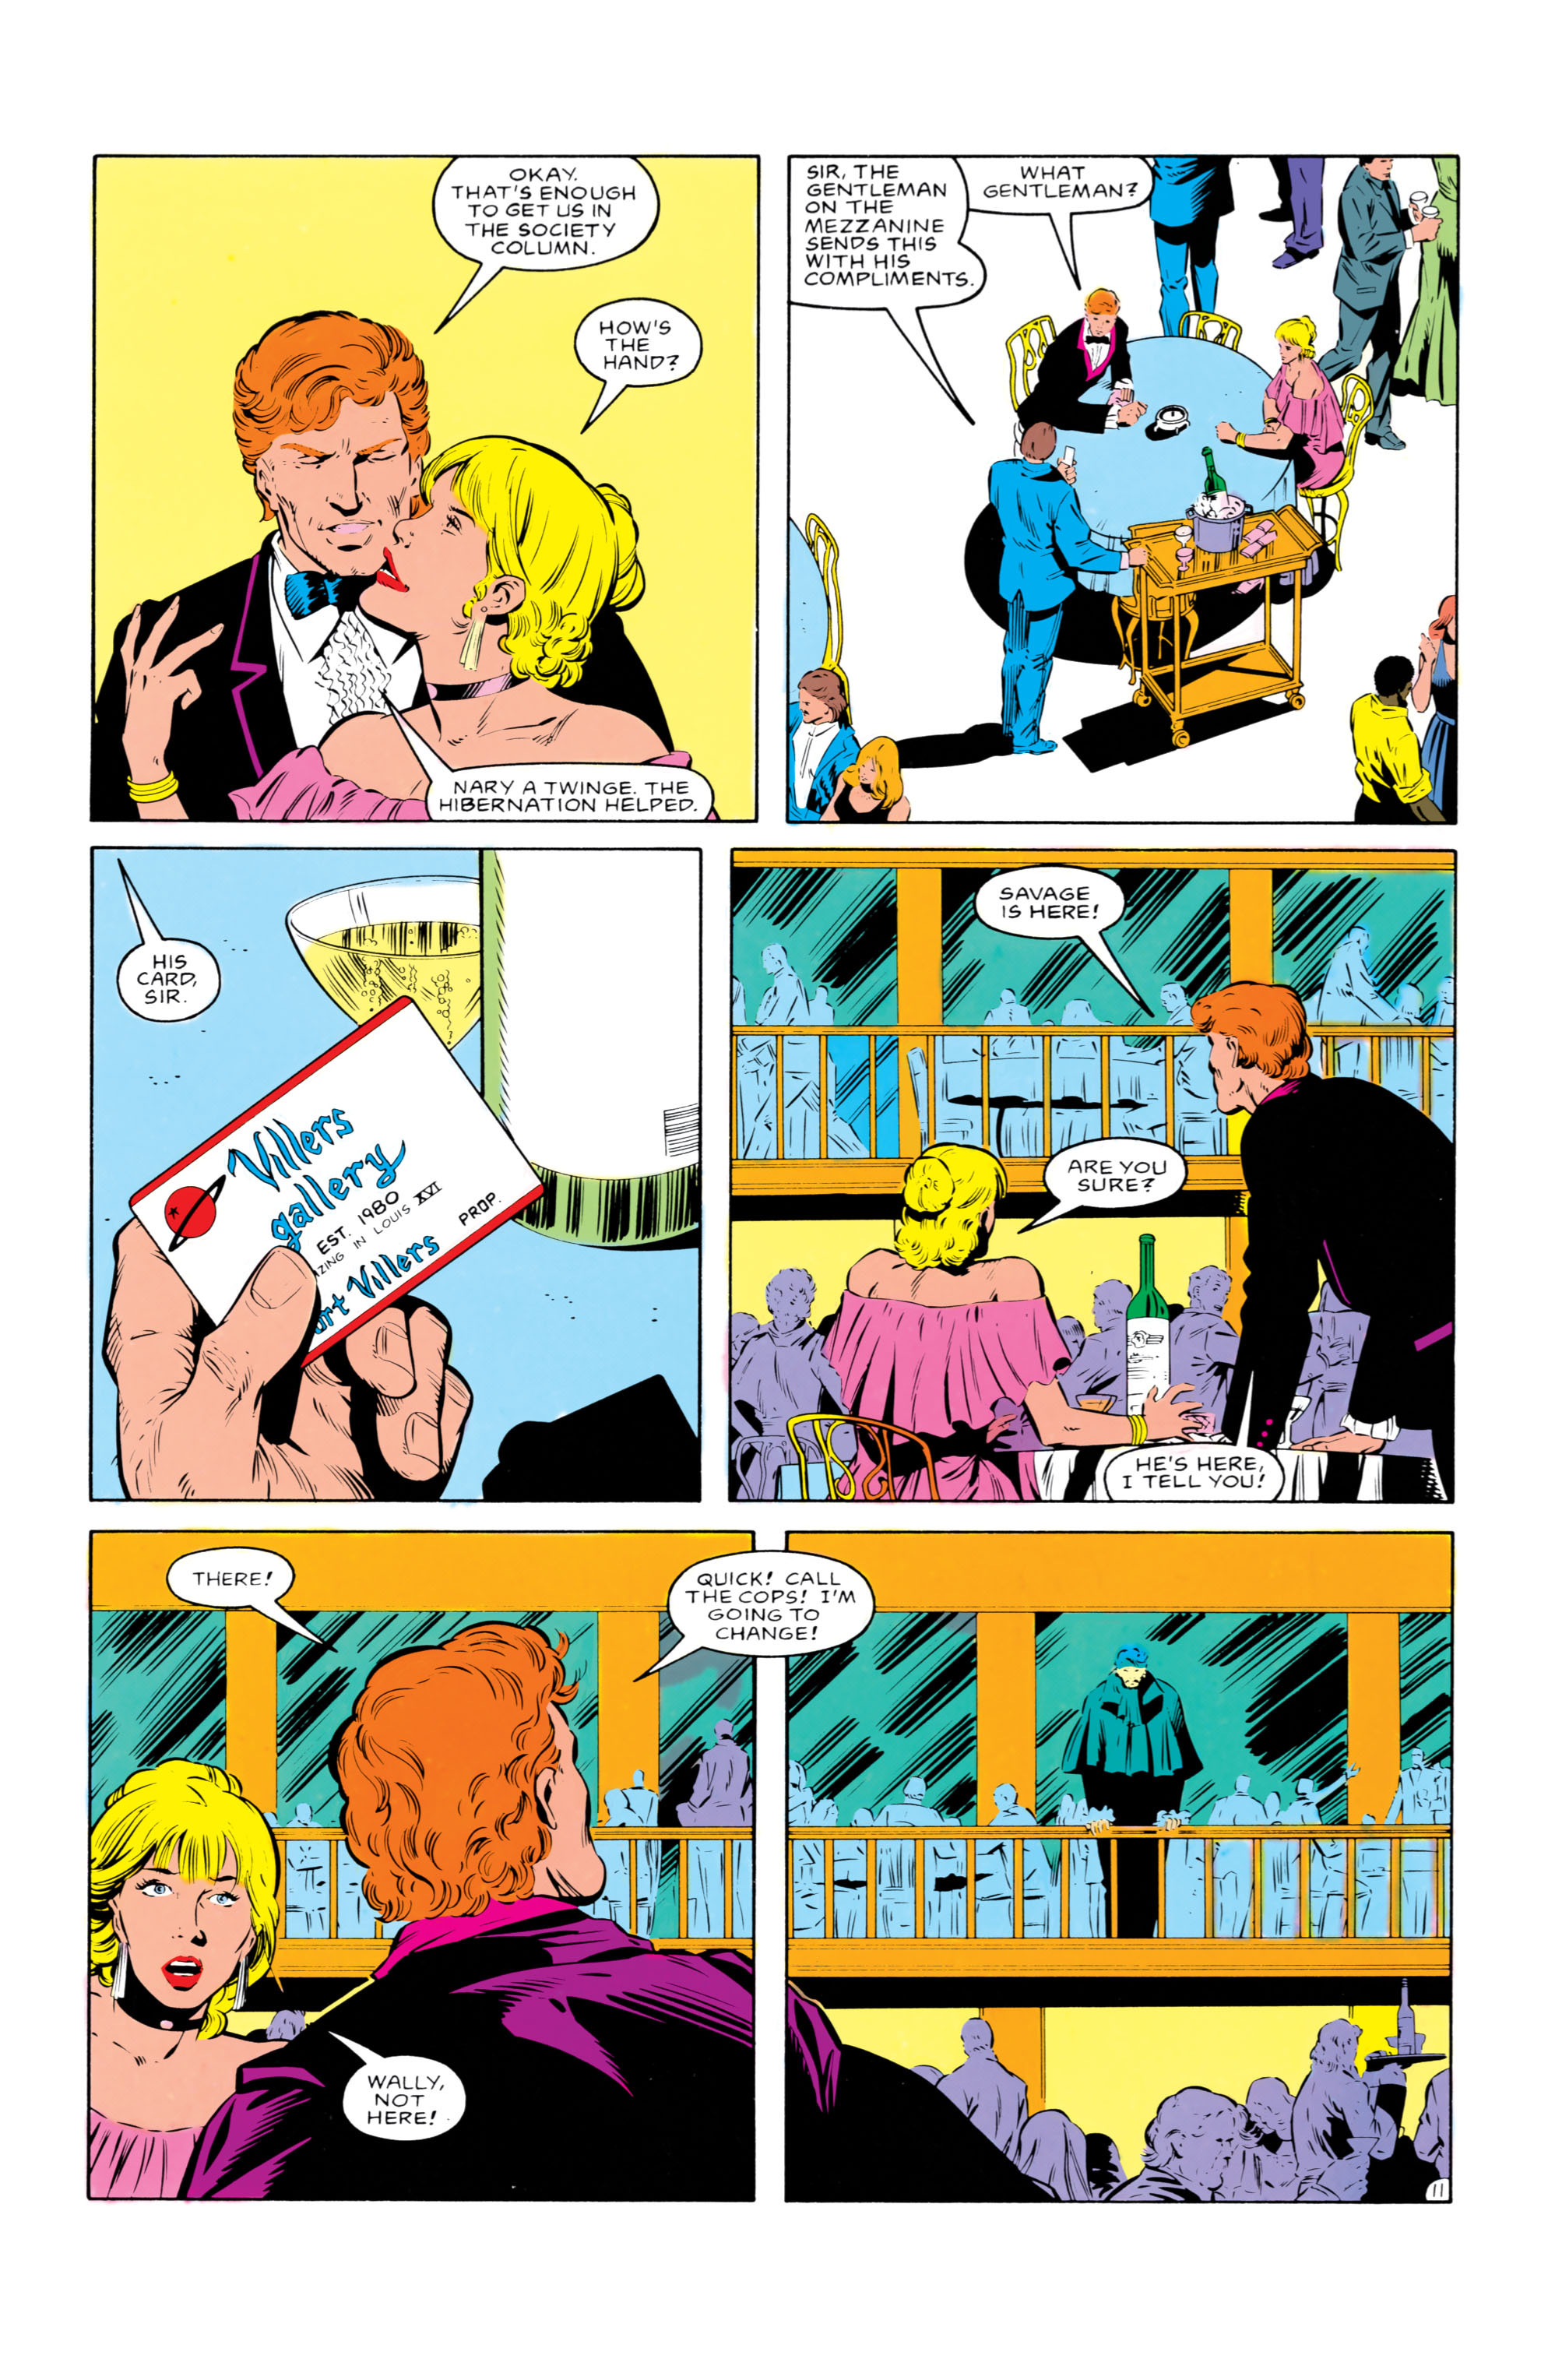 OKAY.
THAT'S ENOUGH
TO GET US IN
THE SOCIETY
COLUMN.
HOW'S
THE
HAND?
NARY A TWINGE. THE
HIBERNATION HELPED.
SIR, THE
GENTLEMAN
ON THE
MEZZANINE
SENDS THIS
WITH HIS
COMPLIMENTS.
WHAT
GENTLEMAN?
HIS
CARD,
SIR.
Villers
gallery
EST. 1980
AZING IN LOUIS XVI
PROP.
urt Villers
SAVAGE
IS HERE!
ARE YOU
SURE?
HE'S HERE,
I TELL YOU!
THERE!
QUICK! CALL
THE COPS! I'M
GOING TO
CHANGE!
WALLY,
NOT
HERE!
11